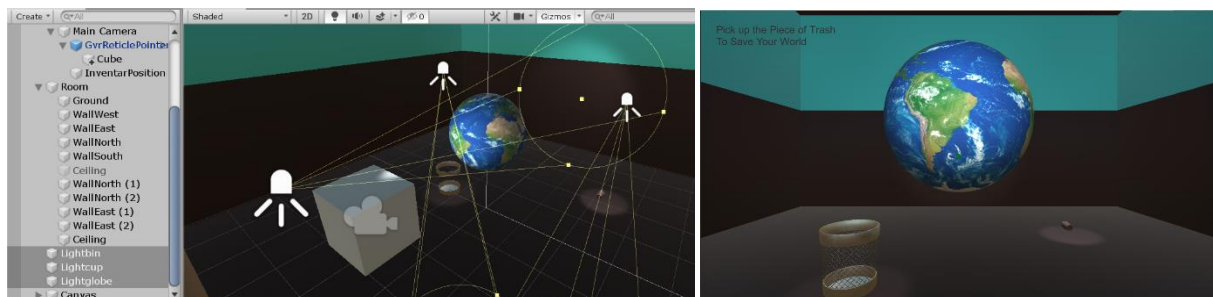 Create
All
Main Camera
GvrReticlePointer
Cube
InventarPosition
Room
Ground
WallWest
WallEast
WallNorth
WallSouth
Ceiling
WallNorth (1)
WallNorth (2)
WallEast (1)
WallEast (2)
Ceiling
Lightbin
Lightcup
Lightglobe
Canvas
Shaded
2D
0
Gizmos
All
Pick up the Piece of Trash
To Save Your World